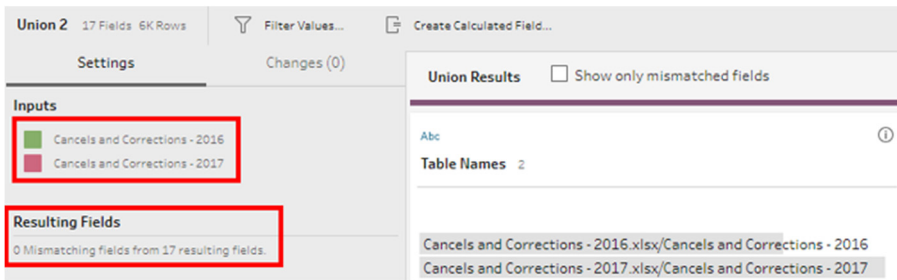 Union 2 17 Fields 6K Rows Filter Values... Create Calculated Field...
Settings Changes (0)
Union Results Show only mismatched fields
Inputs
Cancels and Corrections - 2016
Cancels and Corrections - 2017
Abc
Table Names 2
Resulting Fields
0 Mismatching fields from 17 resulting fields.
Cancels and Corrections - 2016.xlsx/Cancels and Corrections - 2016
Cancels and Corrections - 2017.xlsx/Cancels and Corrections - 2017